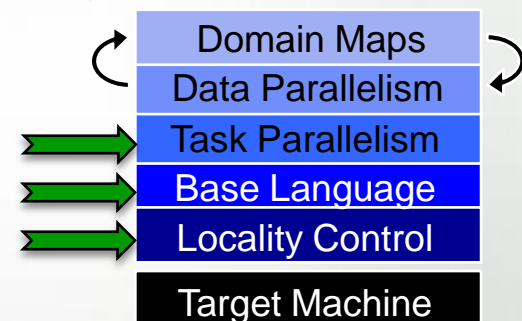 Domain Maps
Data Parallelism
Task Parallelism
Base Language
Locality Control
Target Machine